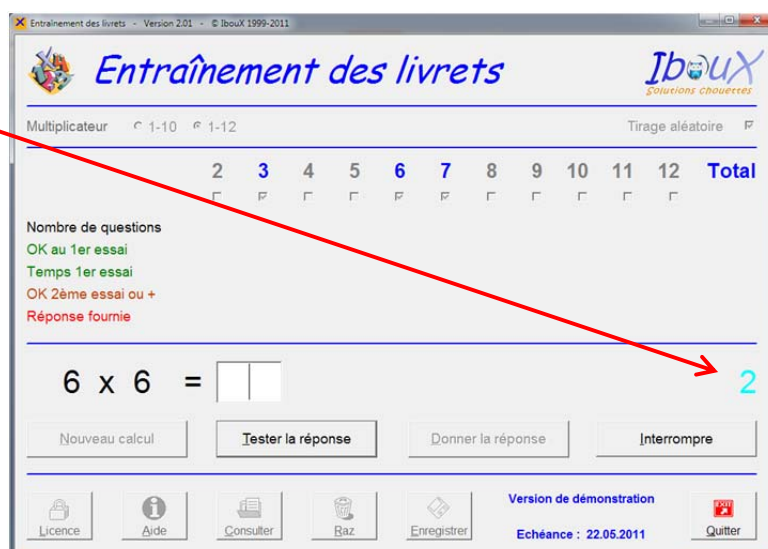 Entraînement des livrets - Version 2.01 - © IbouX 1999-2011
Entraînement des livrets
IbouX
Solutions chouettes
Multiplicateur 1-10 1-12 Tirage aléatoire
2 3 4 5 6 7 8 9 10 11 12 Total
Nombre de questions
OK au 1er essai
Temps 1er essai
OK 2ème essai ou +
Réponse fournie
6 x 6 = 2
Nouveau calcul Tester la réponse Donner la réponse Interrompre
Version de démonstration
Echéance : 22.05.2011
Licence Aide Consulter Raz Enregistrer EXIT Quitter